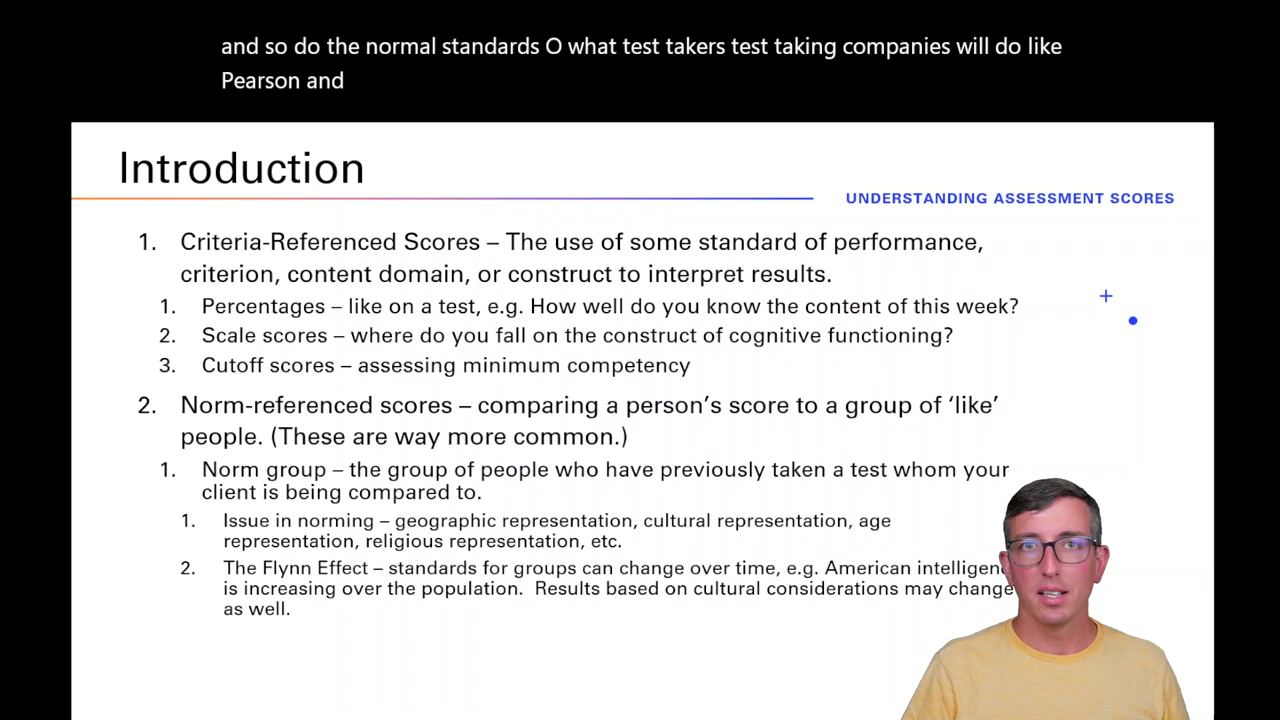 and so do the normal standards O what test takers test taking companies will do like
Pearson and
Introduction
UNDERSTANDING ASSESSMENT SCORES
1. Criteria-Referenced Scores – The use of some standard of performance,
criterion, content domain, or construct to interpret results.
1. Percentages – like on a test, e.g. How well do you know the content of this week?
2. Scale scores – where do you fall on the construct of cognitive functioning?
3. Cutoff scores – assessing minimum competency
2. Norm-referenced scores – comparing a person’s score to a group of ‘like’
people. (These are way more common.)
1. Norm group – the group of people who have previously taken a test whom your
client is being compared to.
1. Issue in norming – geographic representation, cultural representation, age
representation, religious representation, etc.
2. The Flynn Effect – standards for groups can change over time, e.g. American
is increasing over the population. Results based on cultural considerations may change
as well.